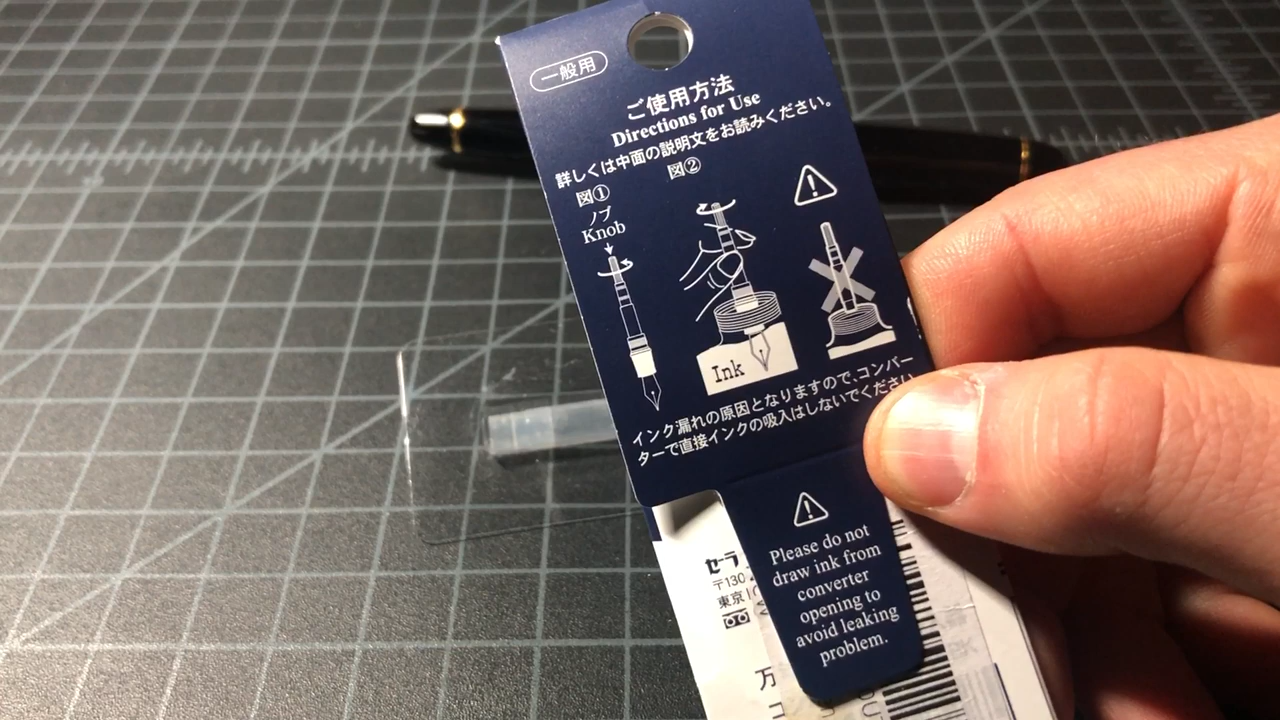 一般用
ご使用方法
Directions for Use
詳しくは中面の説明文をお読みください。
図①
図②
ノブ
Knob
Ink
インク漏れの原因となりますので、コンバー
ターで直接インクの吸入はしないでください
Please do not
draw ink from
converter
opening to
avoid leaking
problem.
セーラ
〒130
東京
万
コ